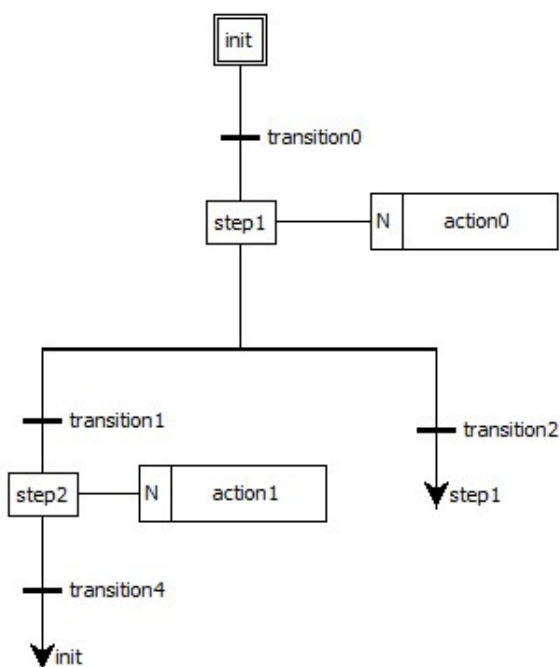 init
transition0
step1
N action0
transition1
transition2
step2
N action1
step1
transition4
init